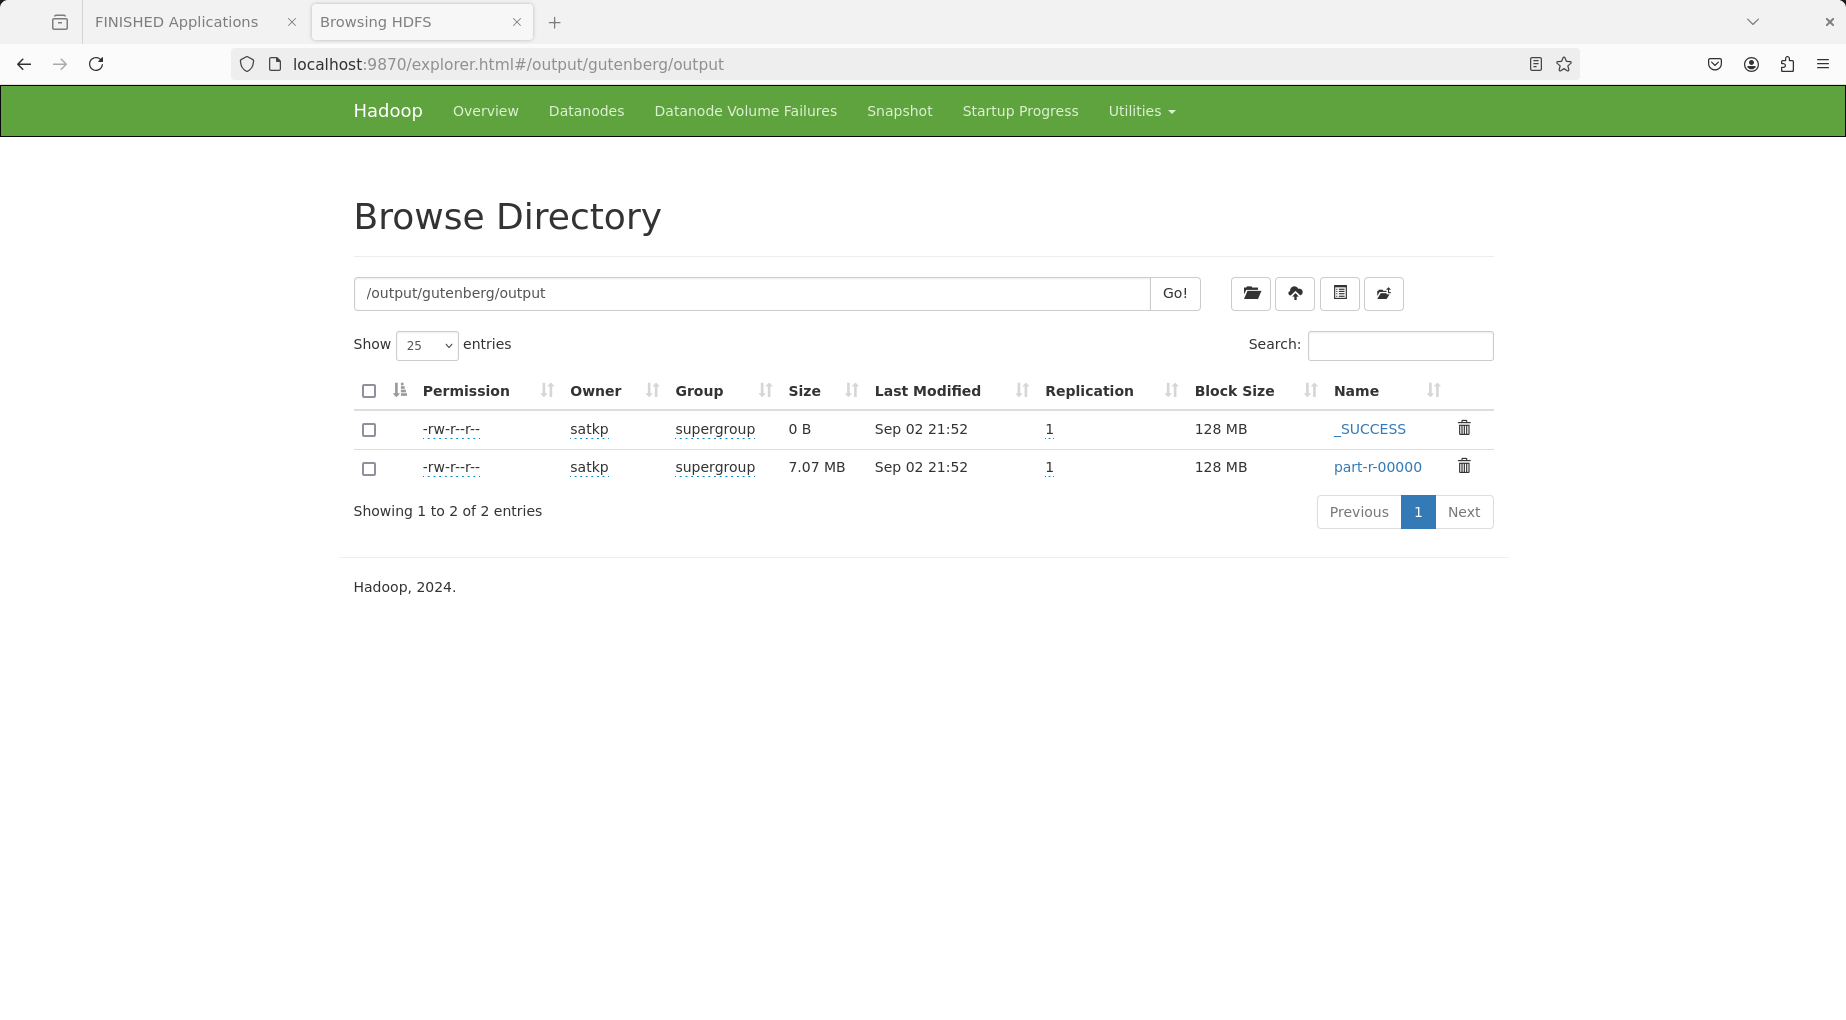 FINISHED Applications
Browsing HDFS
localhost:9870/explorer.html#/output/gutenberg/output
Hadoop Overview Datanodes Datanode Volume Failures Snapshot Startup Progress Utilities
Browse Directory
/output/gutenberg/output Go!
Show 25 entries Search:
Permission Owner Group Size Last Modified Replication Block Size Name
-rw-r--r-- satkp supergroup 0 B Sep 02 21:52 1 128 MB _SUCCESS
-rw-r--r-- satkp supergroup 7.07 MB Sep 02 21:52 1 128 MB part-r-00000
Showing 1 to 2 of 2 entries Previous 1 Next
Hadoop, 2024.